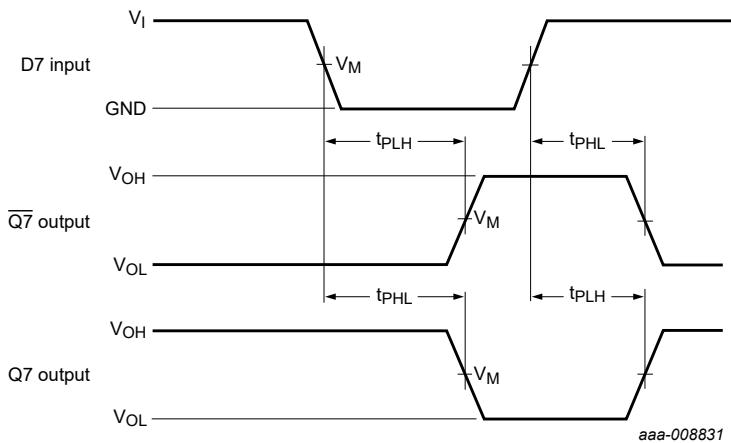 V_I
D7 input
V_M
GND
t_PLH
t_PHL
V_OH
Q̅7̅ output
V_M
V_OL
t_PHL
t_PLH
V_OH
Q7 output
V_M
V_OL
aaa-008831